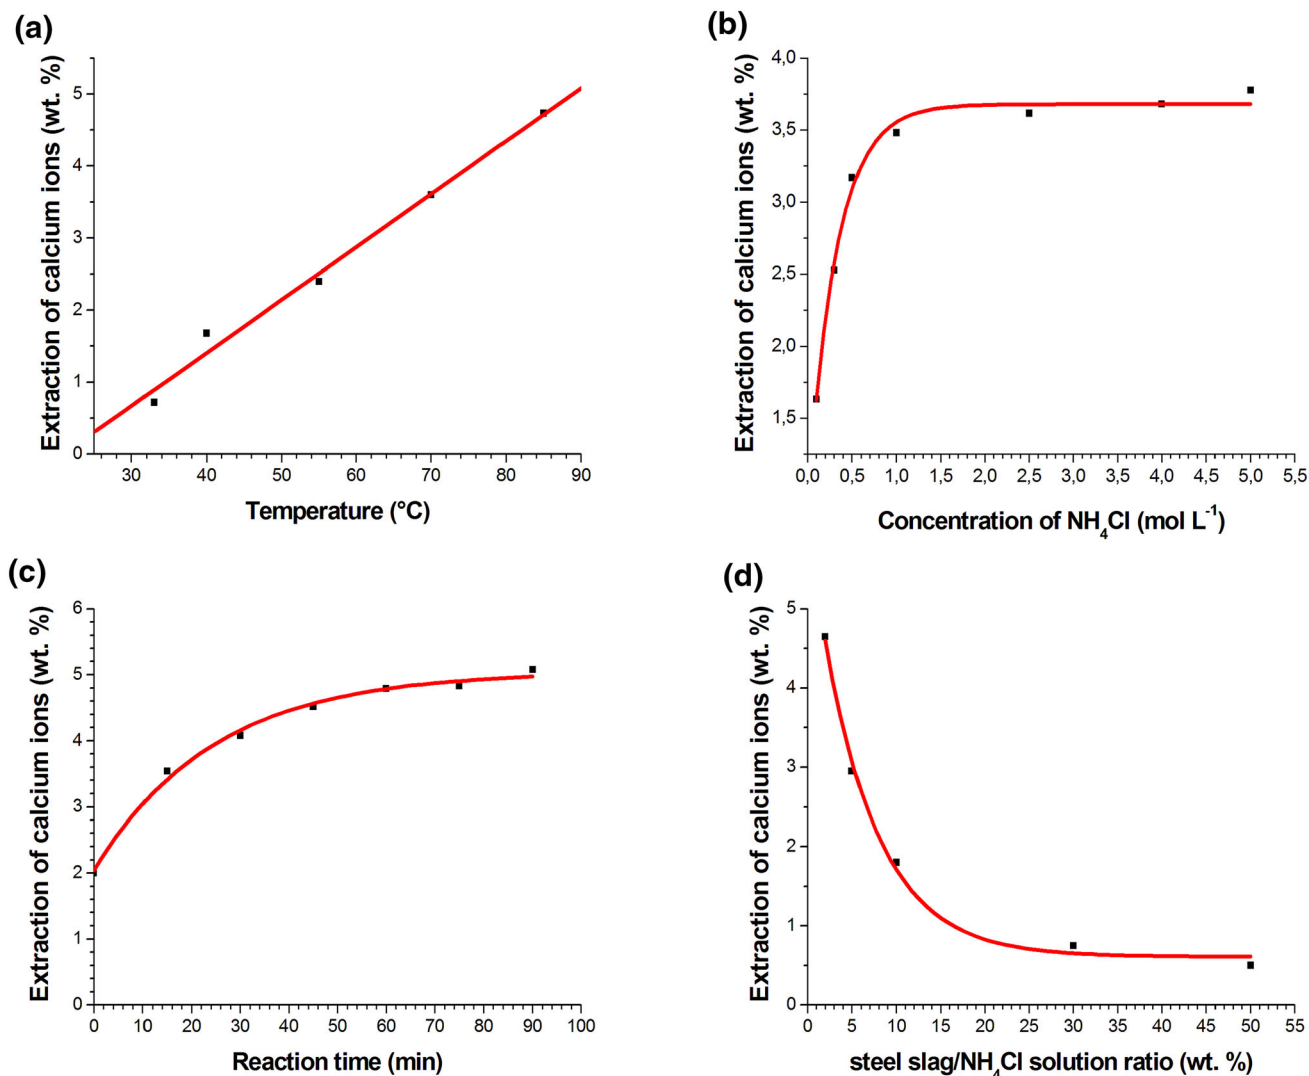 (a)
Extraction of calcium ions (wt. %)
5
4
3
2
1
0
30 40 50 60 70 80 90
Temperature (°C)
(b)
Extraction of calcium ions (wt. %)
4,0
3,5
3,0
2,5
2,0
1,5
0,0 0,5 1,0 1,5 2,0 2,5 3,0 3,5 4,0 4,5 5,0 5,5
Concentration of NH4Cl (mol L-1)
(c)
Extraction of calcium ions (wt. %)
6
5
4
3
2
1
0
0 10 20 30 40 50 60 70 80 90 100
Reaction time (min)
(d)
Extraction of calcium ions (wt. %)
5
4
3
2
1
0
0 5 10 15 20 25 30 35 40 45 50 55
steel slag/NH4Cl solution ratio (wt. %)